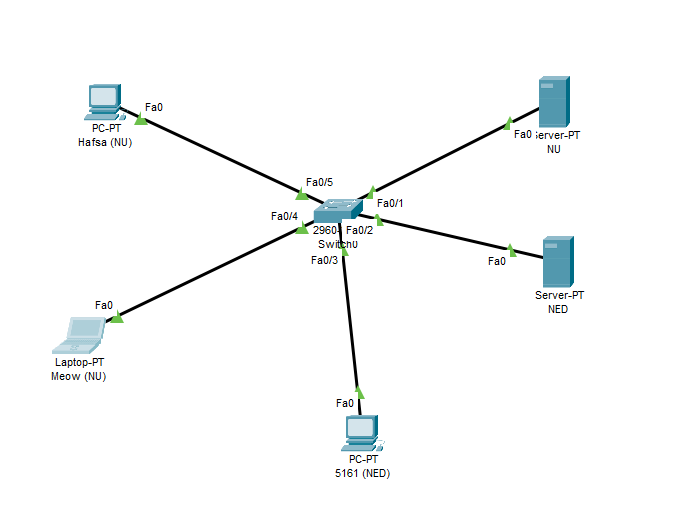 Fa0
PC-PT
Hafsa (NU)
Fa0
Server-PT
NU
Fa0/5
Fa0/1
Fa0/4
2960-
Fa0/2
Switch0
Fa0/3
Fa0
Server-PT
NED
Fa0
Laptop-PT
Meow (NU)
Fa0
PC-PT
5161 (NED)